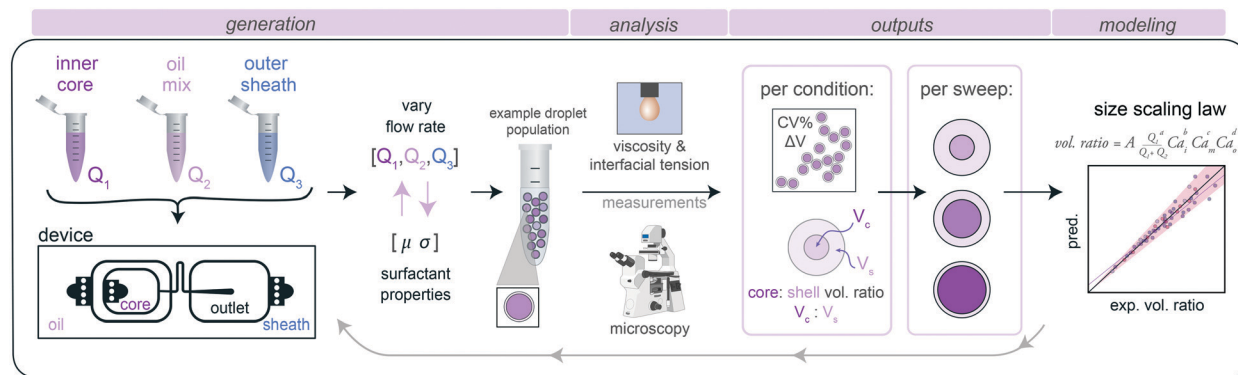 generation
analysis
outputs
modeling
inner
core
oil
mix
outer
sheath
Q1
Q2
Q3
device
core
outlet
oil
sheath
vary
flow rate
[Q1,Q2,Q3]
[ μ σ ]
surfactant
properties
example droplet
population
viscosity &
interfacial tension
measurements
microscopy
per condition:
CV%
ΔV
Vc
Vs
core: shell vol. ratio
Vc : Vs
per sweep:
size scaling law
vol. ratio = A Qi^a / Qi + Q2 Cai^b Cam^c Cao^d
pred.
exp. vol. ratio